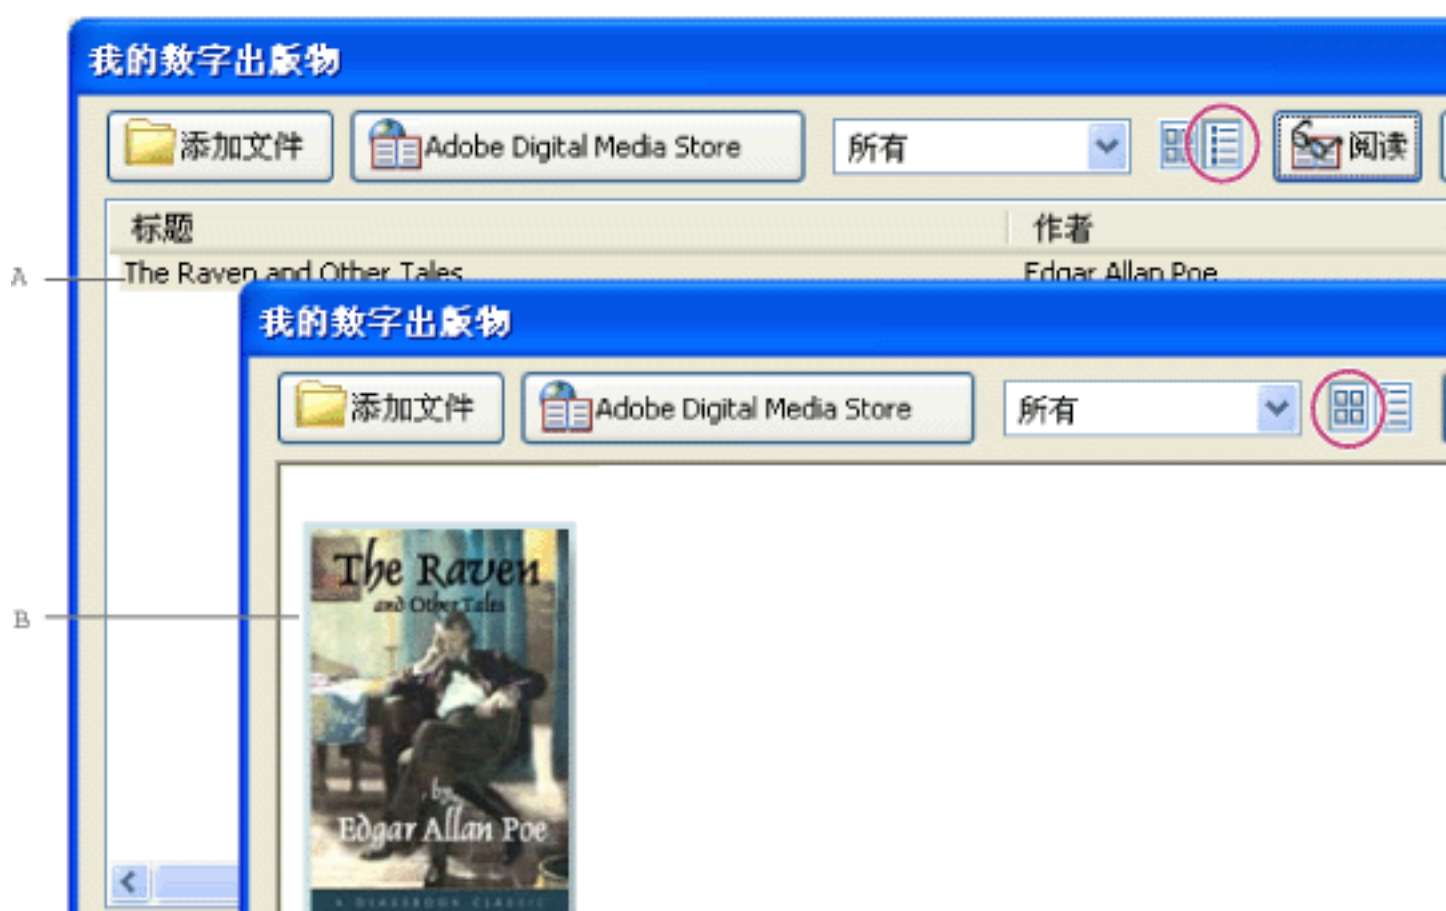 我的数字出版物
添加文件 Adobe Digital Media Store 所有 阅读
标题 作者
A The Raven and Other Tales Edgar Allan Poe
我的数字出版物
添加文件 Adobe Digital Media Store 所有
The Raven
and Other Tales
B
by
Edgar Allan Poe
A GLASSBOOK CLASSIC